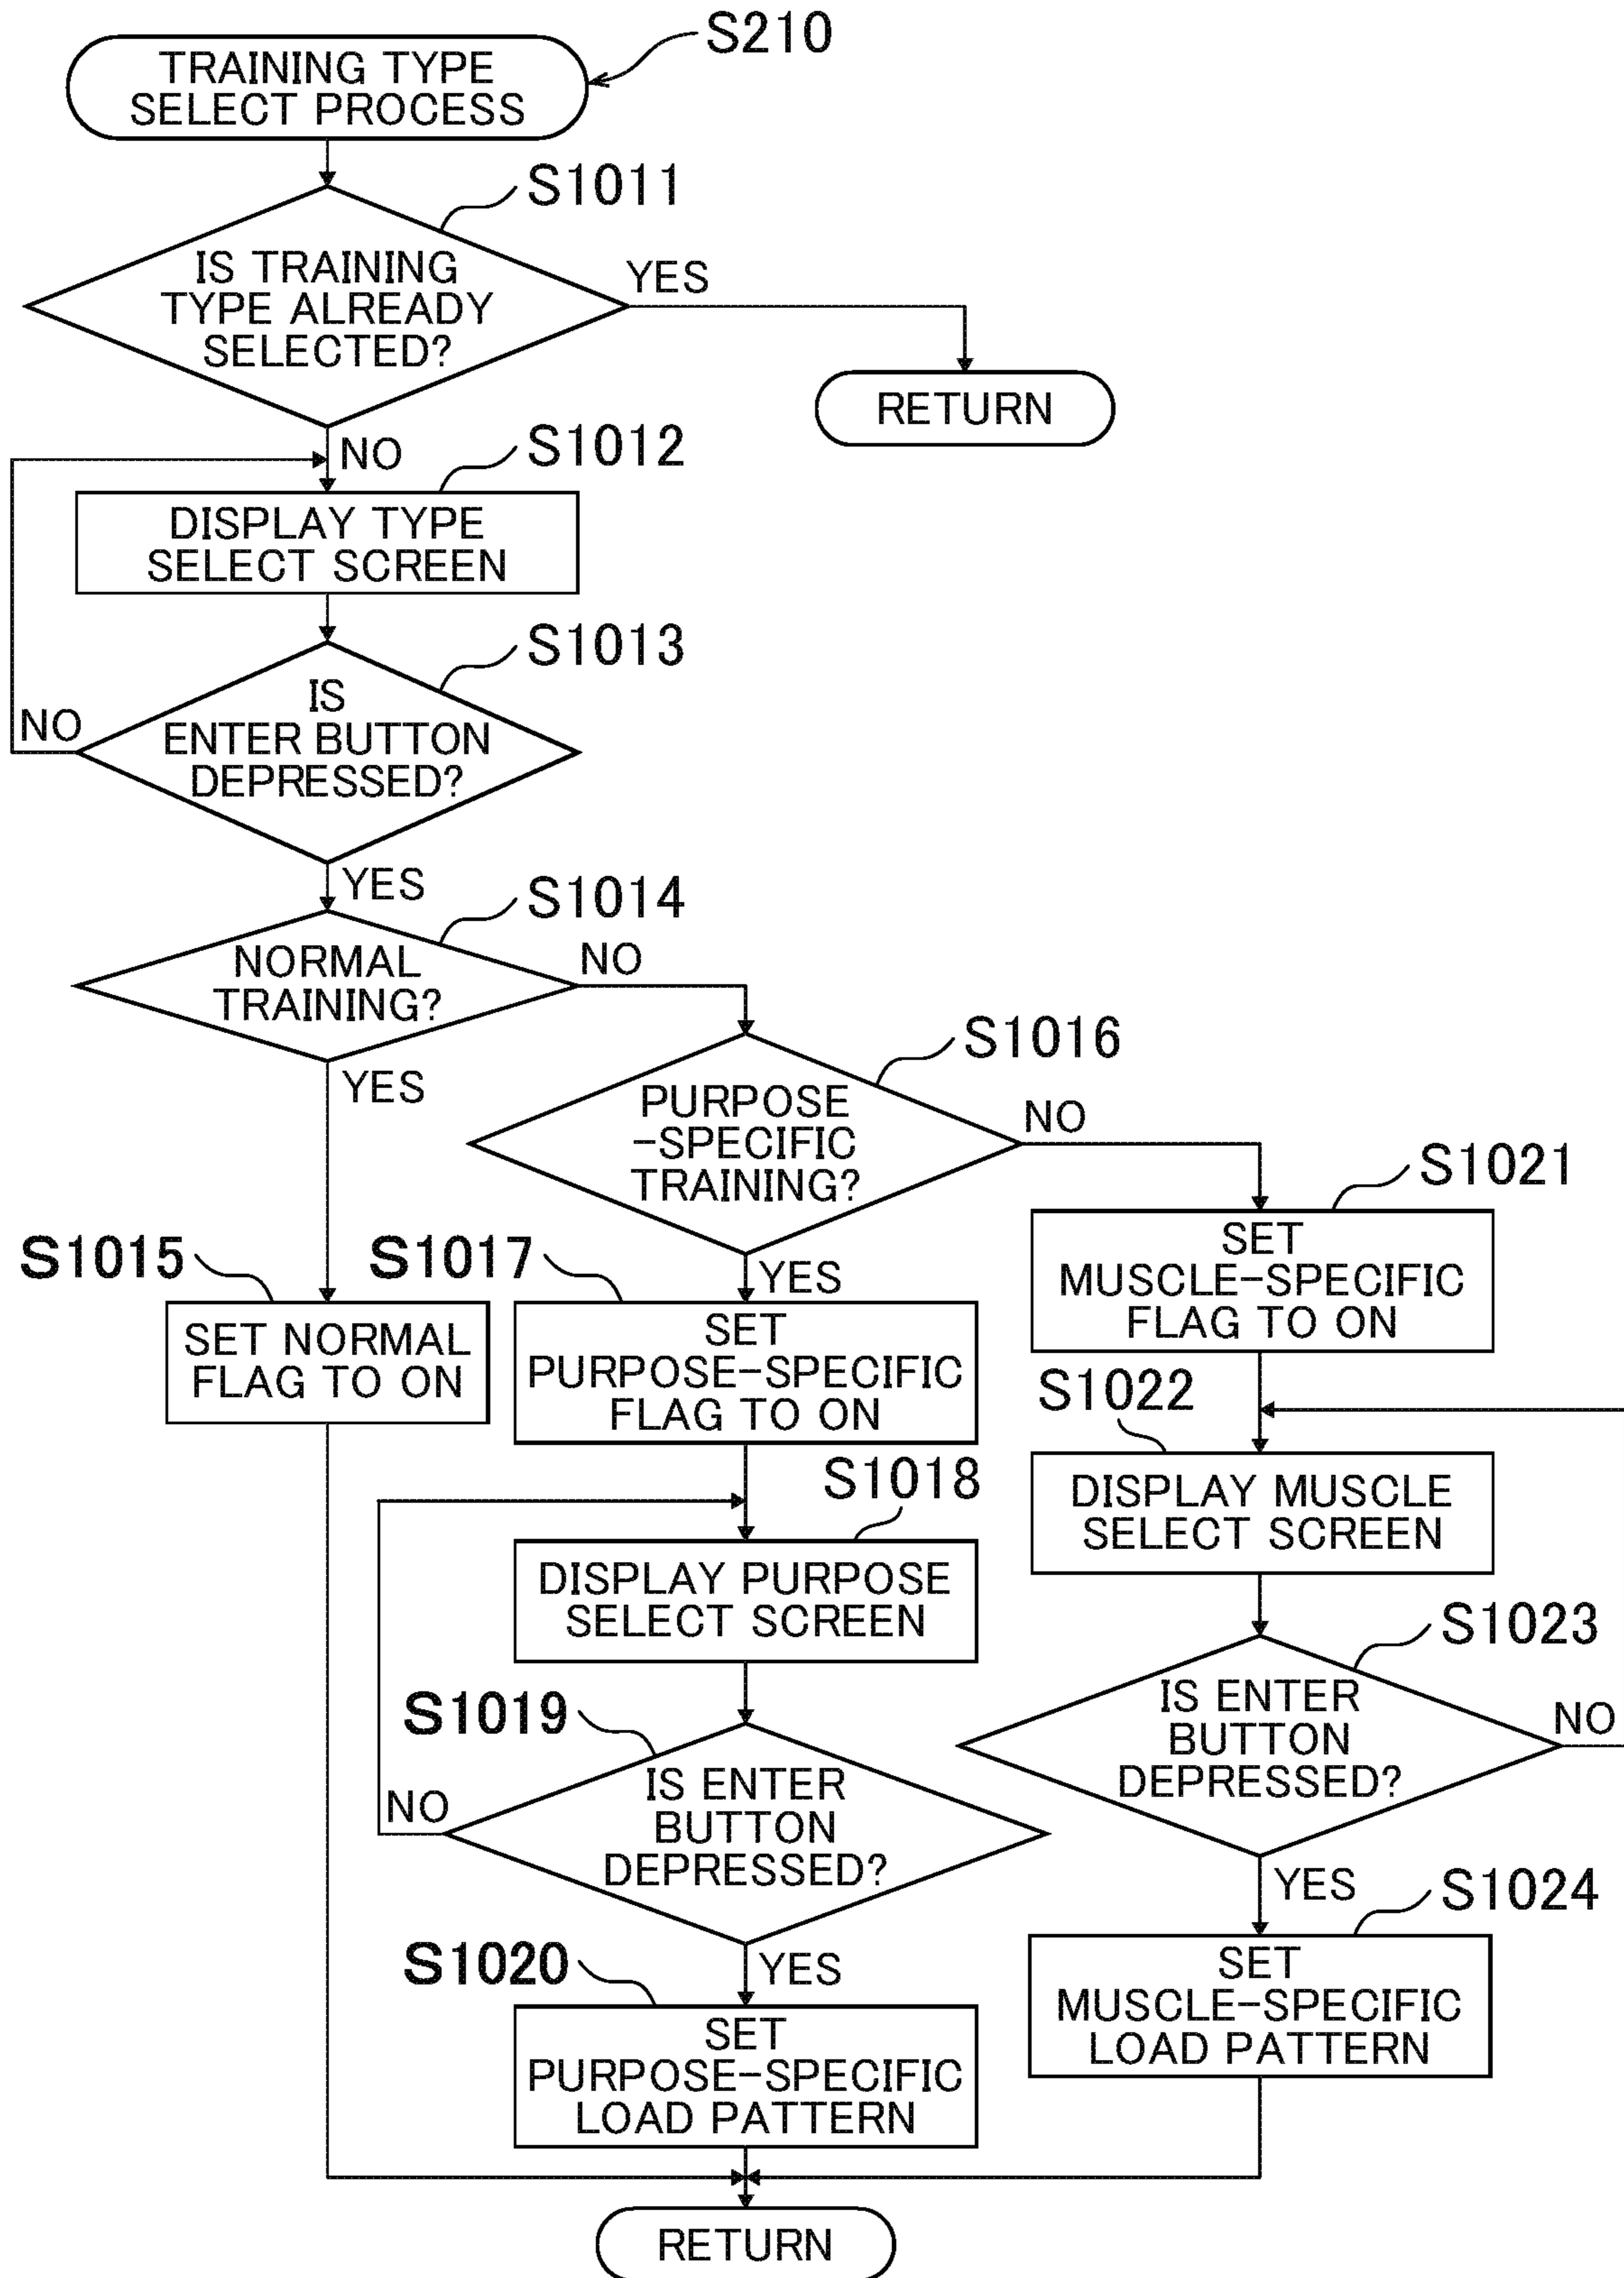 S210
TRAINING TYPE
SELECT PROCESS
S1011
IS TRAINING
TYPE ALREADY
SELECTED?
YES
RETURN
NO
S1012
DISPLAY TYPE
SELECT SCREEN
S1013
IS
ENTER BUTTON
DEPRESSED?
NO
YES
S1014
NORMAL
TRAINING?
NO
YES
S1016
PURPOSE
-SPECIFIC
TRAINING?
NO
YES
S1015
SET NORMAL
FLAG TO ON
S1017
SET
PURPOSE-SPECIFIC
FLAG TO ON
S1018
DISPLAY PURPOSE
SELECT SCREEN
S1019
IS ENTER
BUTTON
DEPRESSED?
NO
YES
S1020
SET
PURPOSE-SPECIFIC
LOAD PATTERN
S1021
SET
MUSCLE-SPECIFIC
FLAG TO ON
S1022
DISPLAY MUSCLE
SELECT SCREEN
S1023
IS ENTER
BUTTON
DEPRESSED?
NO
YES
S1024
SET
MUSCLE-SPECIFIC
LOAD PATTERN
RETURN